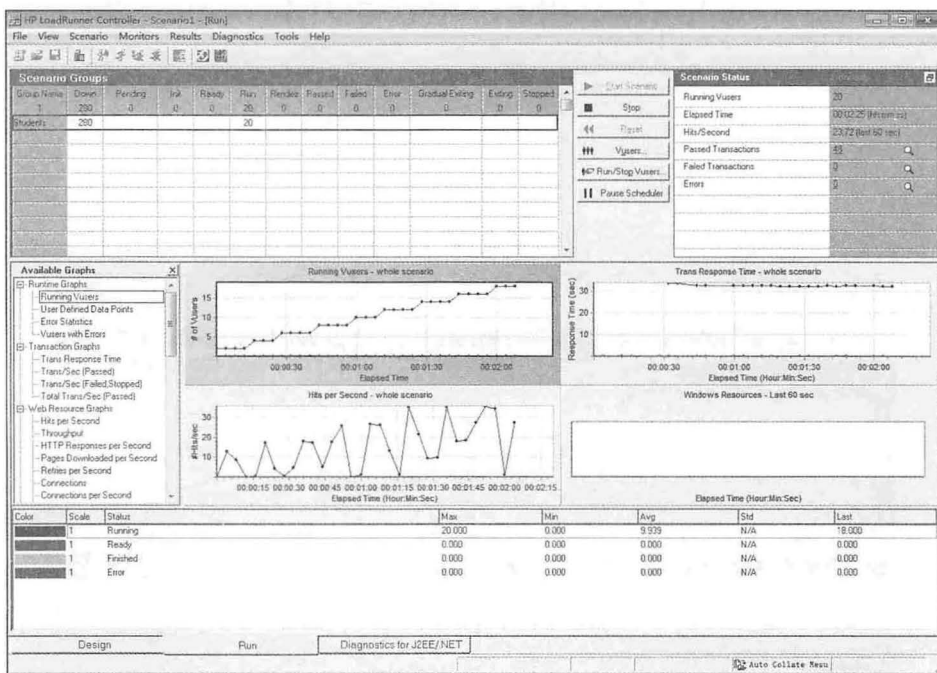 HP LoadRunner Controller - Scenario1 - [Run]
File View Scenario Monitors Results Diagnostics Tools Help
Scenario Groups
Group Name Down Pending Init Ready Run Rendez Passed Failed Error Gradual Exiting Exiting Stopped
1 280 0 0 0 20 0 0 0 0 0 0 0
Students 280 20
Start Scenario
Stop
Reset
Vusers...
Run/Stop Vusers...
Pause Scheduler
Scenario Status
Running Vusers 20
Elapsed Time 00:02:25 (hh:mm:ss)
Hits/Second 23.72 (last 60 sec)
Passed Transactions
Failed Transactions 0
Errors 0
Available Graphs
Runtime Graphs
Running Vusers
User Defined Data Points
Error Statistics
Vusers with Errors
Transaction Graphs
Trans Response Time
Trans/Sec (Passed)
Trans/Sec (Failed,Stopped)
Total Trans/Sec (Passed)
Web Resource Graphs
Hits per Second
Throughput
HTTP Responses per Second
Pages Downloaded per Second
Retries per Second
Connections
Connections per Second
Running Vusers - whole scenario
# of Vusers
15
10
5
00:00:30 00:01:00 00:01:30 00:02:00
Elapsed Time
Trans Response Time - whole scenario
Response Time (sec)
30
20
10
00:00:30 00:01:00 00:01:30 00:02:00
Elapsed Time (Hour:Min:Sec)
Hits per Second - whole scenario
#Hits/sec
30
20
10
00:00:15 00:00:30 00:00:45 00:01:00 00:01:15 00:01:30 00:01:45 00:02:00 00:02:15
Elapsed Time (Hour:Min:Sec)
Windows Resources - Last 60 sec
Elapsed Time (Hour:Min:Sec)
Color Scale Status Max Min Avg Std Last
1 Running 20.000 0.000 9.939 N/A 18.000
1 Ready 0.000 0.000 0.000 N/A 0.000
1 Finished 0.000 0.000 0.000 N/A 0.000
1 Error 0.000 0.000 0.000 N/A 0.000
Design Run Diagnostics for J2EE/.NET
Auto Collate Resu